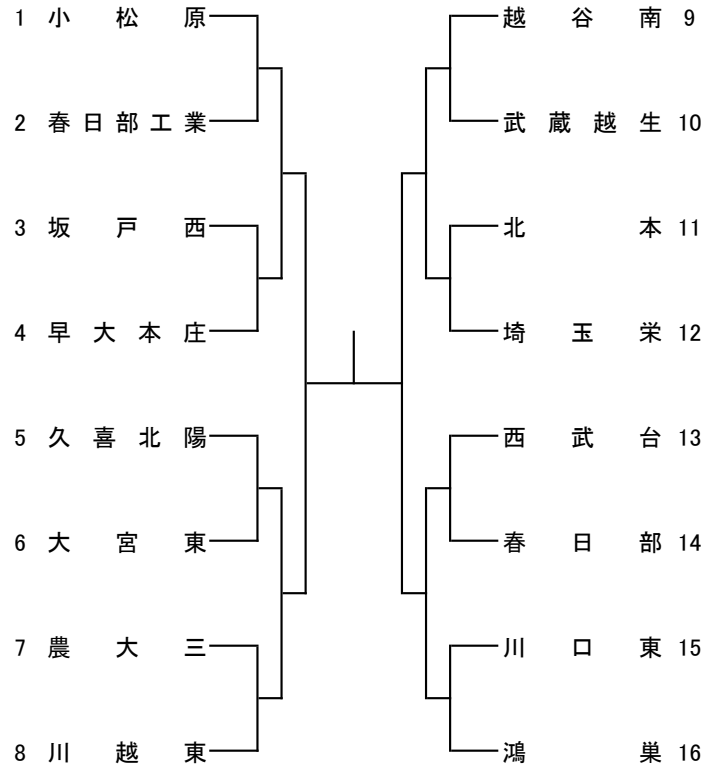 1 小松原
2 春日部工業
3 坂戸西
4 早大本庄
5 久喜北陽
6 大宮東
7 農大三
8 川越東
越谷南 9
武蔵越生 10
北本 11
埼玉栄 12
西武台 13
春日部 14
川口東 15
鴻巣 16